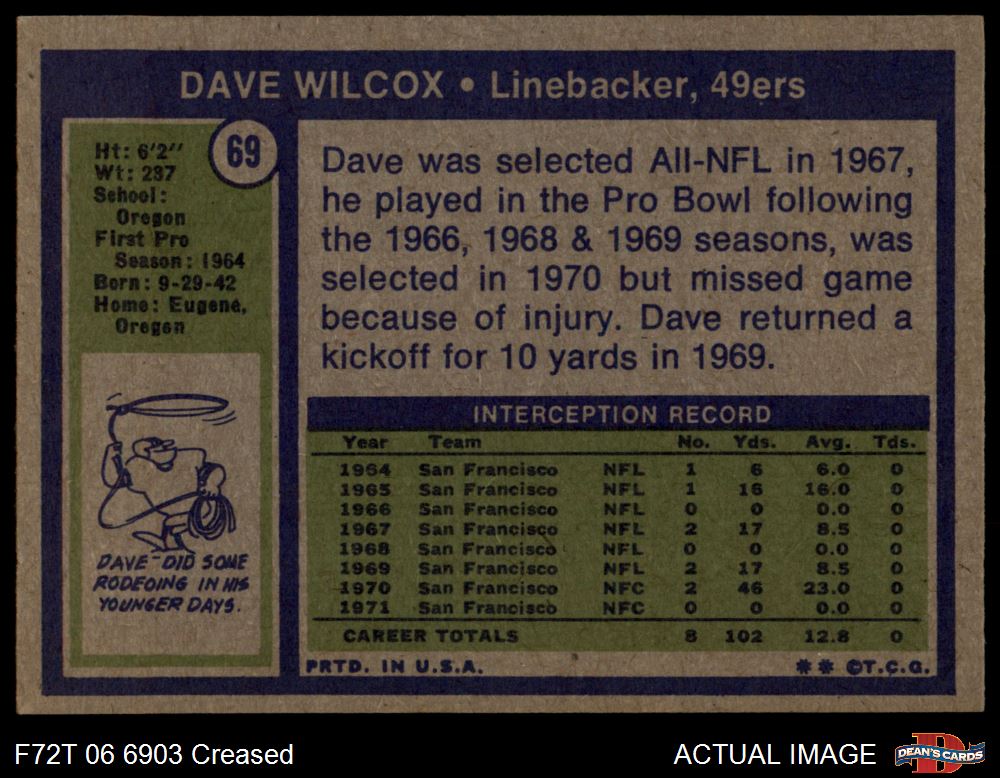 DAVE WILCOX • Linebacker, 49ers
69
Ht: 6'2''
Wt: 237
School:
Oregon
First Pro
Season: 1964
Born: 9-29-42
Home: Eugene,
Oregon
DAVE DID SOME
RODEOING IN HIS
YOUNGER DAYS.
Dave was selected All-NFL in 1967,
he played in the Pro Bowl following
the 1966, 1968 & 1969 seasons, was
selected in 1970 but missed game
because of injury. Dave returned a
kickoff for 10 yards in 1969.
INTERCEPTION RECORD
Year Team No. Yds. Avg. Tds.
1964 San Francisco NFL 1 6 6.0 0
1965 San Francisco NFL 1 16 16.0 0
1966 San Francisco NFL 0 0 0.0 0
1967 San Francisco NFL 2 17 8.5 0
1968 San Francisco NFL 0 0 0.0 0
1969 San Francisco NFL 2 17 8.5 0
1970 San Francisco NFC 2 46 23.0 0
1971 San Francisco NFC 0 0 0.0 0
CAREER TOTALS 8 102 12.8 0
PRTD. IN U.S.A. ** ©T.C.G.
F72T 06 6903 Creased ACTUAL IMAGE DEAN'S CARDS